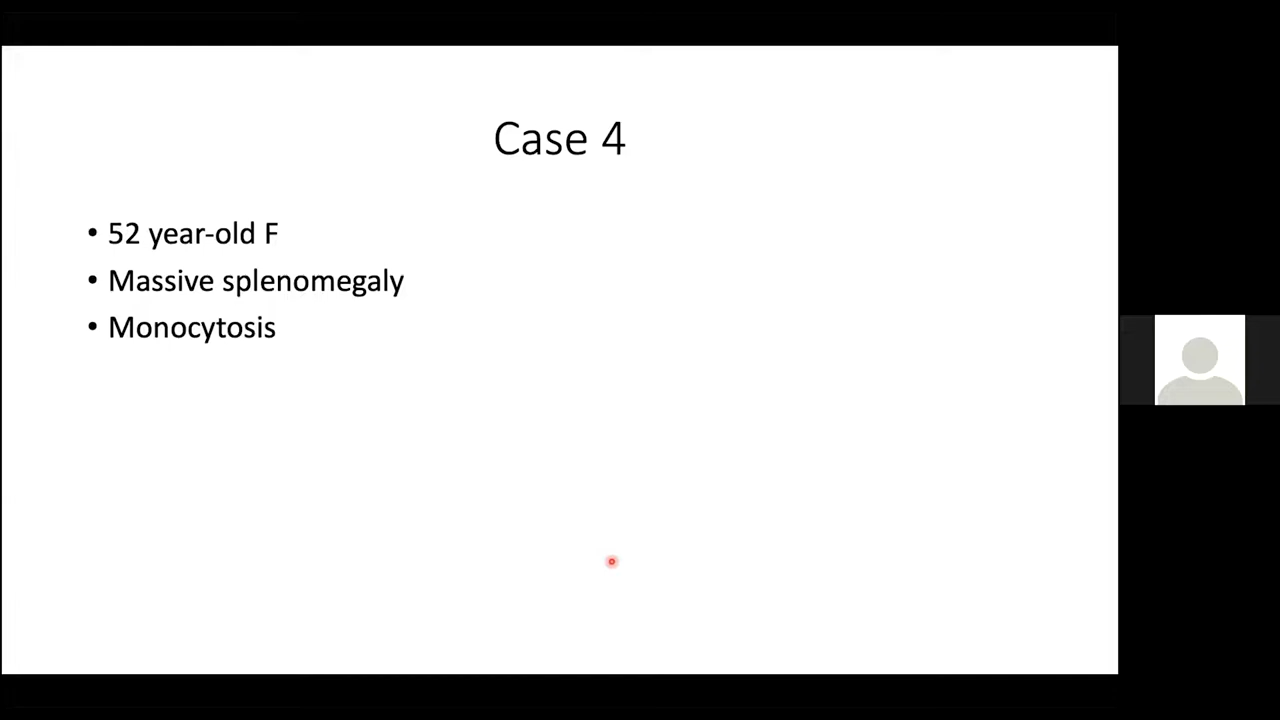 Case 4
• 52 year-old F
• Massive splenomegaly
• Monocytosis